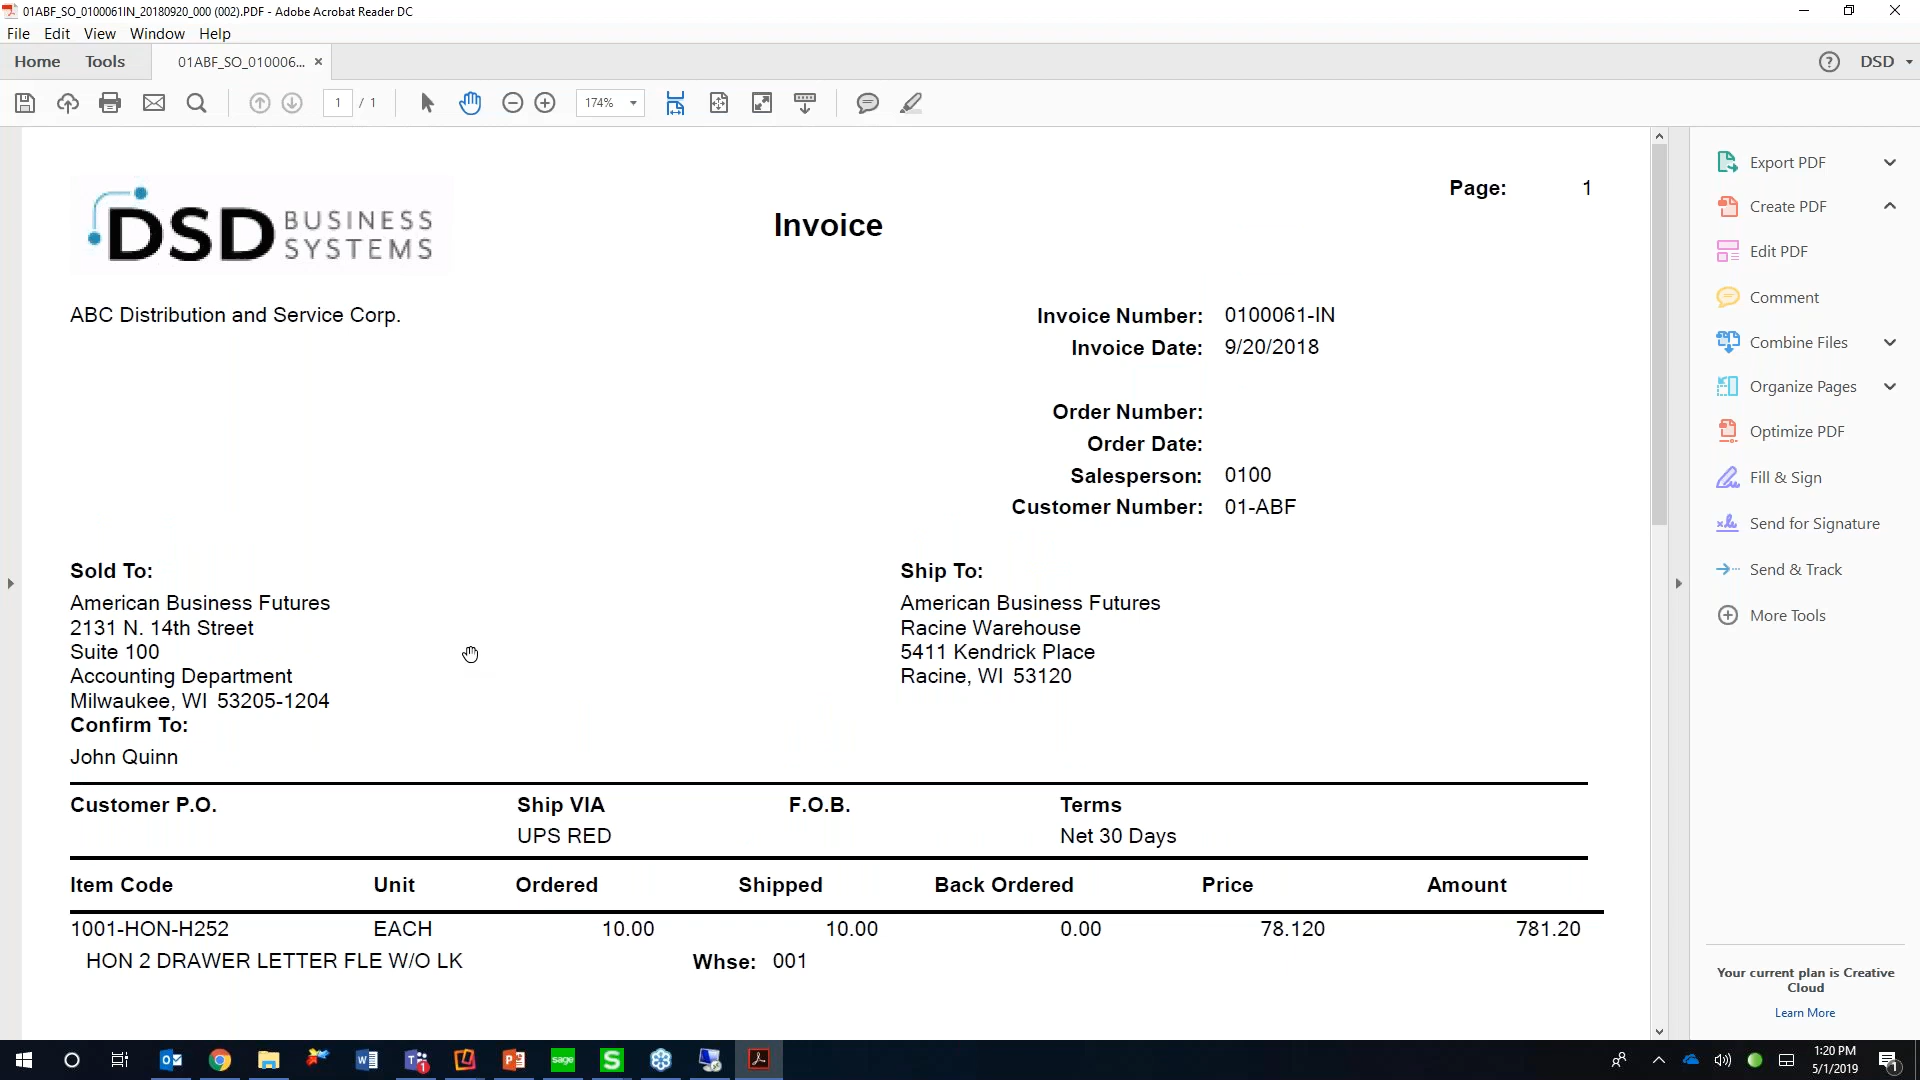 01ABF_SO_0100061IN_20180920_000 (002).PDF - Adobe Acrobat Reader DC
File Edit View Window Help
Home Tools 01ABF_SO_010006... × DSD
1 / 1 174%
Page: 1
DSD BUSINESS SYSTEMS
Invoice
ABC Distribution and Service Corp.
Invoice Number: 0100061-IN
Invoice Date: 9/20/2018
Order Number:
Order Date:
Salesperson: 0100
Customer Number: 01-ABF
Sold To:
American Business Futures
2131 N. 14th Street
Suite 100
Accounting Department
Milwaukee, WI 53205-1204
Confirm To:
John Quinn
Ship To:
American Business Futures
Racine Warehouse
5411 Kendrick Place
Racine, WI 53120
Customer P.O. Ship VIA F.O.B. Terms
UPS RED Net 30 Days
Item Code Unit Ordered Shipped Back Ordered Price Amount
1001-HON-H252 EACH 10.00 10.00 0.00 78.120 781.20
HON 2 DRAWER LETTER FLE W/O LK Whse: 001
Export PDF
Create PDF
Edit PDF
Comment
Combine Files
Organize Pages
Optimize PDF
Fill & Sign
Send for Signature
Send & Track
More Tools
Your current plan is Creative
Cloud
Learn More
sage S
1:20 PM
5/1/2019